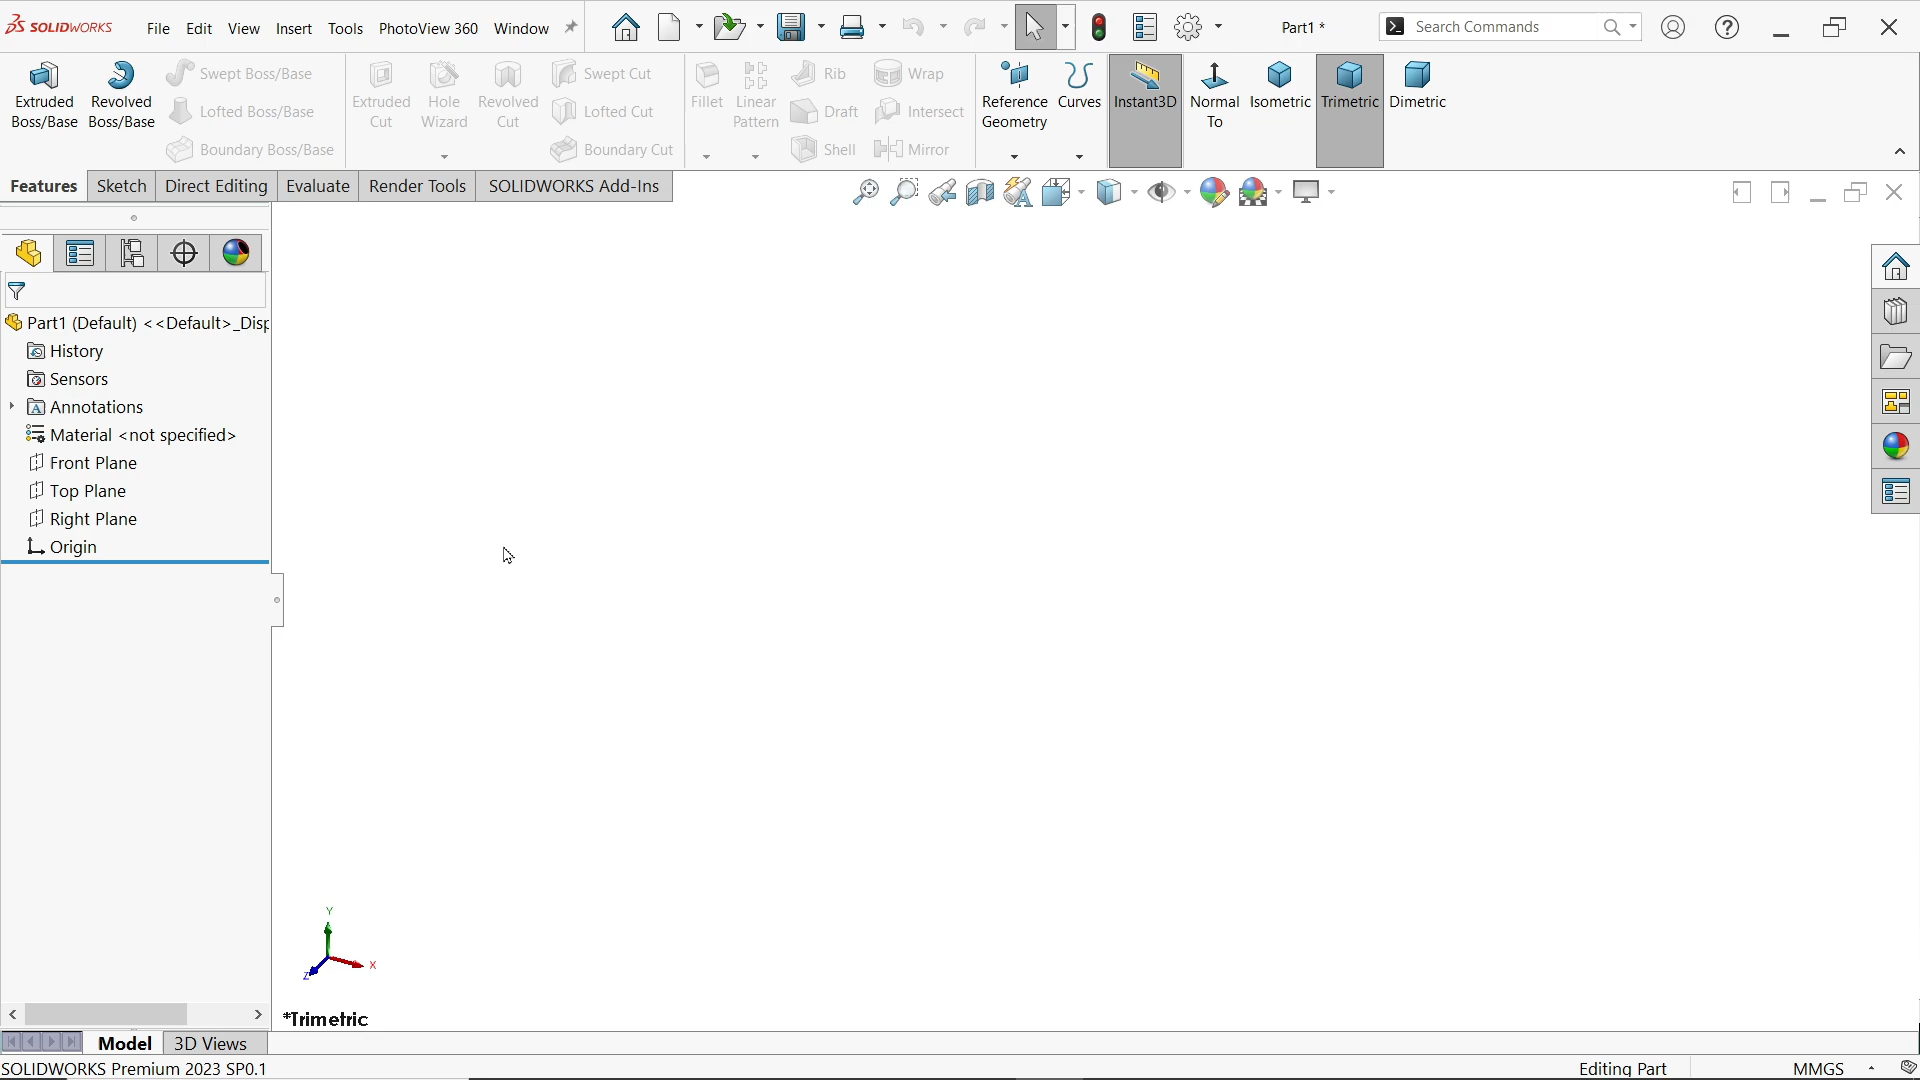 SOLIDWORKS File Edit View Insert Tools PhotoView 360 Window Part1 * Search Commands
Extruded Boss/Base
Revolved Boss/Base
Swept Boss/Base
Lofted Boss/Base
Boundary Boss/Base
Extruded Cut
Hole Wizard
Revolved Cut
Swept Cut
Lofted Cut
Boundary Cut
Fillet
Linear Pattern
Rib
Draft
Shell
Wrap
Intersect
Mirror
Reference Geometry
Curves
Instant3D
Normal To
Isometric
Trimetric
Dimetric
Features Sketch Direct Editing Evaluate Render Tools SOLIDWORKS Add-Ins
Part1 (Default) <<Default>_Disp
History
Sensors
Annotations
Material <not specified>
Front Plane
Top Plane
Right Plane
Origin
Y
X
Z
*Trimetric
Model 3D Views
SOLIDWORKS Premium 2023 SP0.1 Editing Part MMGS